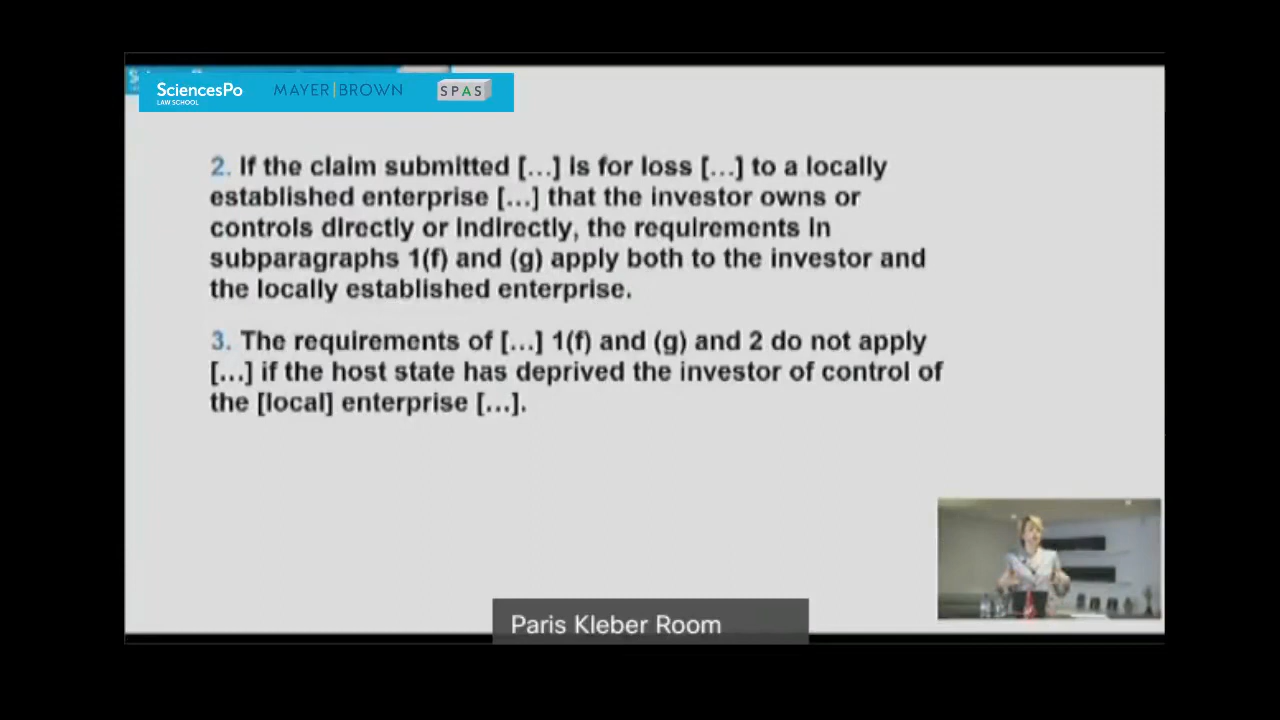 SciencesPo
LAW SCHOOL
MAYER|BROWN
SPAS
2. If the claim submitted [...] is for loss [...] to a locally
established enterprise [...] that the investor owns or
controls directly or indirectly, the requirements in
subparagraphs 1(f) and (g) apply both to the investor and
the locally established enterprise.
3. The requirements of [...] 1(f) and (g) and 2 do not apply
[...] if the host state has deprived the investor of control of
the [local] enterprise [...].
Paris Kleber Room